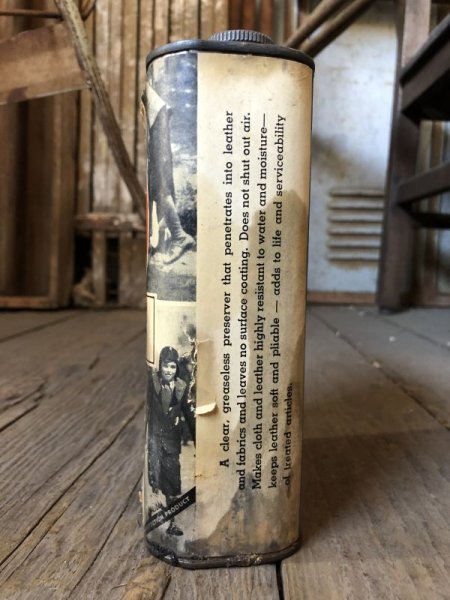 A clear, greaseless preserver that penetrates into leather
and fabrics and leaves no surface coating. Does not shut out air.
Makes cloth and leather highly resistant to water and moisture—
keeps leather soft and pliable — adds to life and serviceability
of treated articles.
PRODUCT